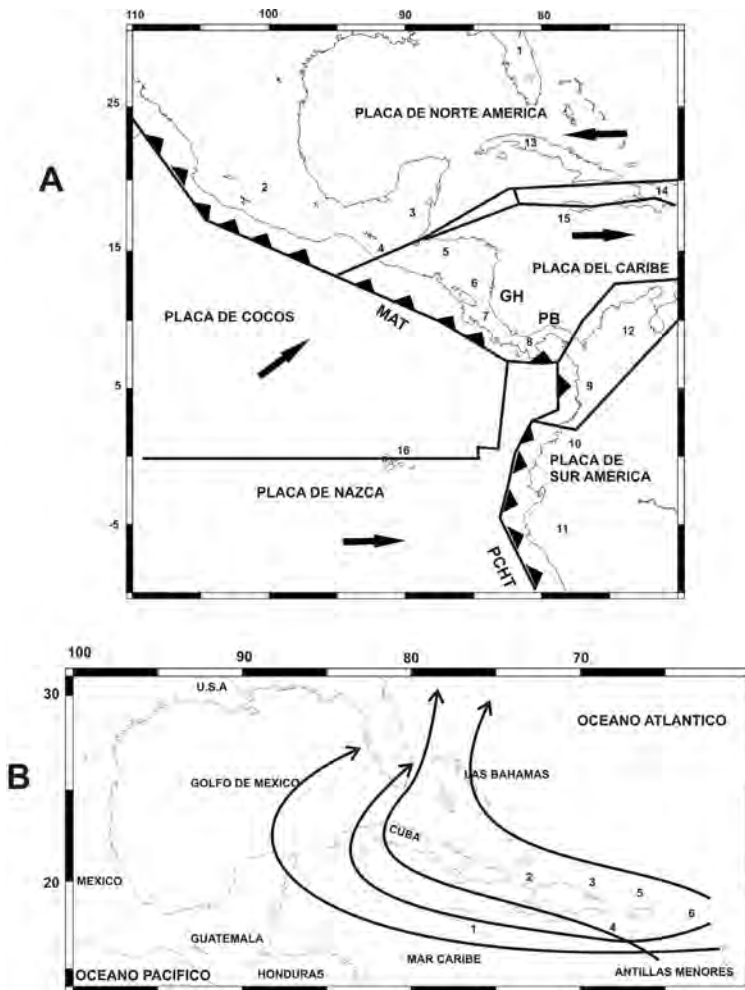 110 100 90 80
1
25
PLACA DE NORTE AMERICA
13
A
2
14
3
15
15
4
5
PLACA DEL CARIBE
6
GH
PLACA DE COCOS
7
MAT
PB
12
8
5
9
10
16
PLACA DE
SUR AMERICA
PLACA DE NAZCA
-5
11
PCHT
100 90 80 70
30
U.S.A
OCEANO ATLANTICO
B
GOLFO DE MEXICO
LAS BAHAMAS
CUBA
2
3
5
20
MEXICO
6
1
4
GUATEMALA
MAR CARIBE
OCEANO PACIFICO
HONDURAS
ANTILLAS MENORES